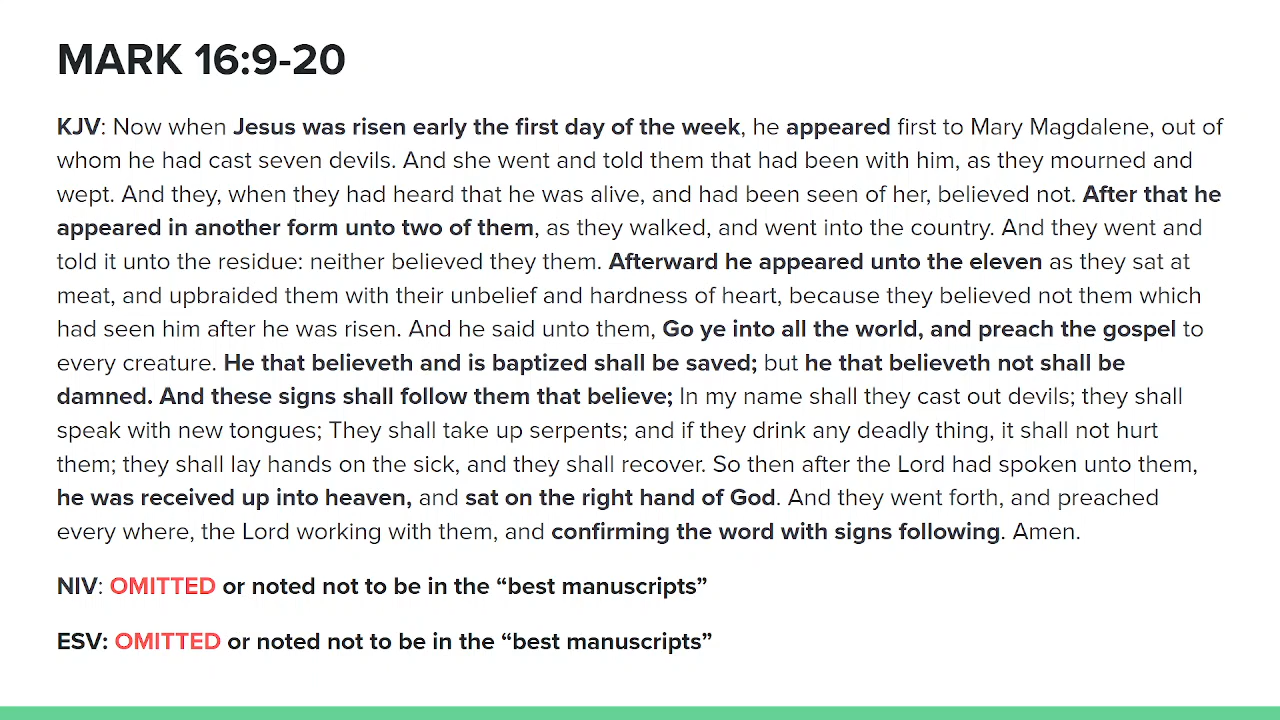 MARK 16:9-20
KJV: Now when Jesus was risen early the first day of the week, he appeared first to Mary Magdalene, out of
whom he had cast seven devils. And she went and told them that had been with him, as they mourned and
wept. And they, when they had heard that he was alive, and had been seen of her, believed not. After that he
appeared in another form unto two of them, as they walked, and went into the country. And they went and
told it unto the residue: neither believed they them. Afterward he appeared unto the eleven as they sat at
meat, and upbraided them with their unbelief and hardness of heart, because they believed not them which
had seen him after he was risen. And he said unto them, Go ye into all the world, and preach the gospel to
every creature. He that believeth and is baptized shall be saved; but he that believeth not shall be
damned. And these signs shall follow them that believe; In my name shall they cast out devils; they shall
speak with new tongues; They shall take up serpents; and if they drink any deadly thing, it shall not hurt
them; they shall lay hands on the sick, and they shall recover. So then after the Lord had spoken unto them,
he was received up into heaven, and sat on the right hand of God. And they went forth, and preached
every where, the Lord working with them, and confirming the word with signs following. Amen.
NIV: OMITTED or noted not to be in the “best manuscripts”
ESV: OMITTED or noted not to be in the “best manuscripts”